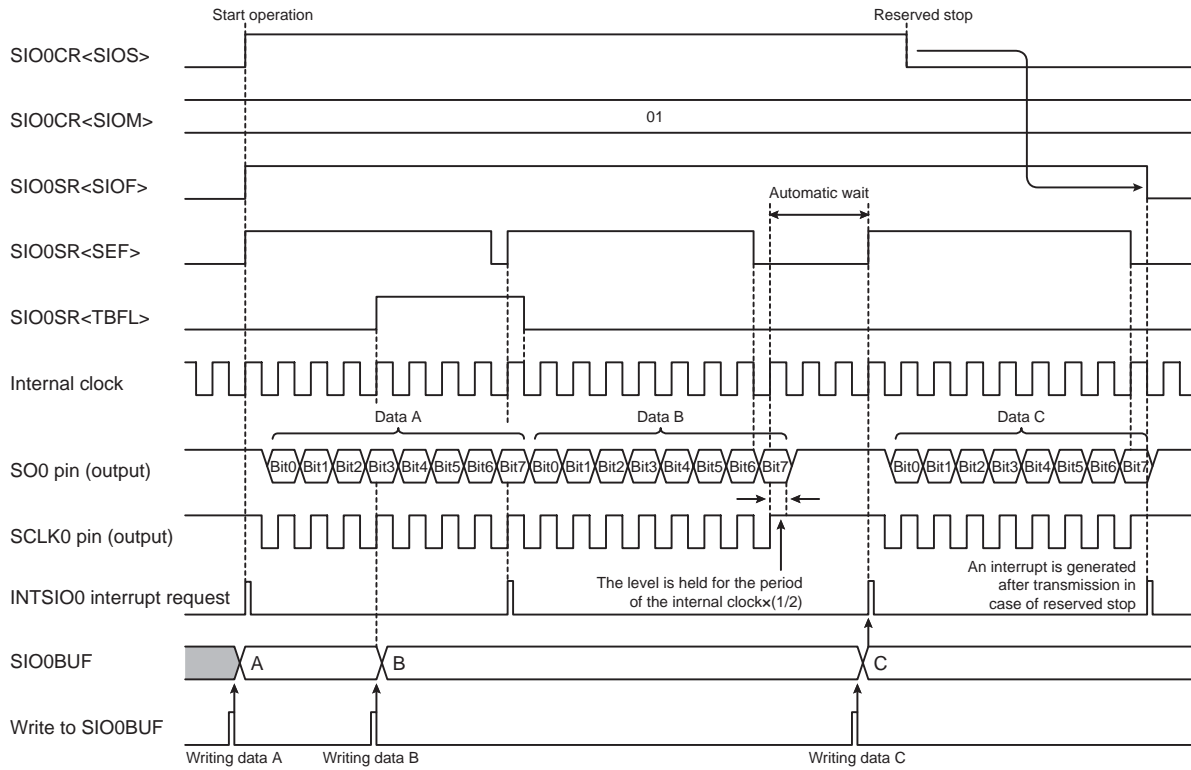 Start operation
Reserved stop
SIO0CR<SIOS>
SIO0CR<SIOM>
01
SIO0SR<SIOF>
Automatic wait
SIO0SR<SEF>
SIO0SR<TBFL>
Internal clock
Data A
Data B
Data C
SO0 pin (output)
Bit0 Bit1 Bit2 Bit3 Bit4 Bit5 Bit6 Bit7 Bit0 Bit1 Bit2 Bit3 Bit4 Bit5 Bit6 Bit7 Bit0 Bit1 Bit2 Bit3 Bit4 Bit5 Bit6 Bit7
SCLK0 pin (output)
The level is held for the period
of the internal clock×(1/2)
An interrupt is generated
after transmission in
case of reserved stop
INTSIO0 interrupt request
SIO0BUF
A
B
C
Write to SIO0BUF
Writing data A
Writing data B
Writing data C